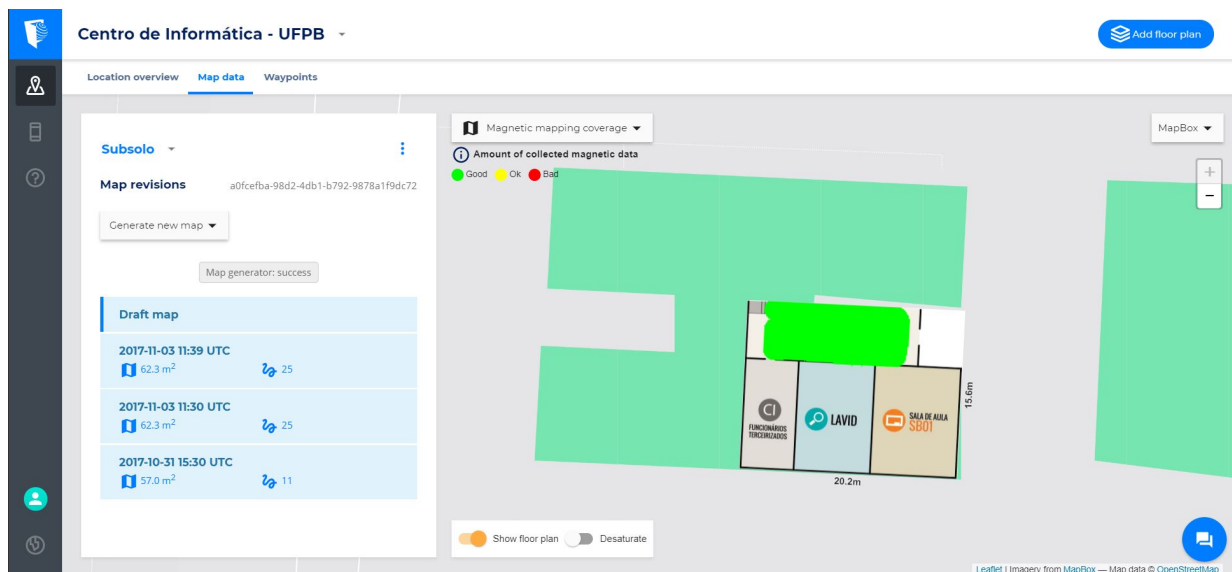 Centro de Informática - UFPB
Add floor plan
Location overview Map data Waypoints
Subsolo
Map revisions a0fcefba-98d2-4db1-b792-9878a1f9dc72
Generate new map
Map generator: success
Draft map
2017-11-03 11:39 UTC
62.3 m² 25
2017-11-03 11:30 UTC
62.3 m² 25
2017-10-31 15:30 UTC
57.0 m² 11
Magnetic mapping coverage
Amount of collected magnetic data
Good Ok Bad
MapBox
+
−
CI
FUNCIONÁRIOS
TERCEIRIZADOS
LAVID
SALA DE AULA
SB01
15.6m
20.2m
Show floor plan Desaturate
Leaflet | Imagery from MapBox — Map data © OpenStreetMap